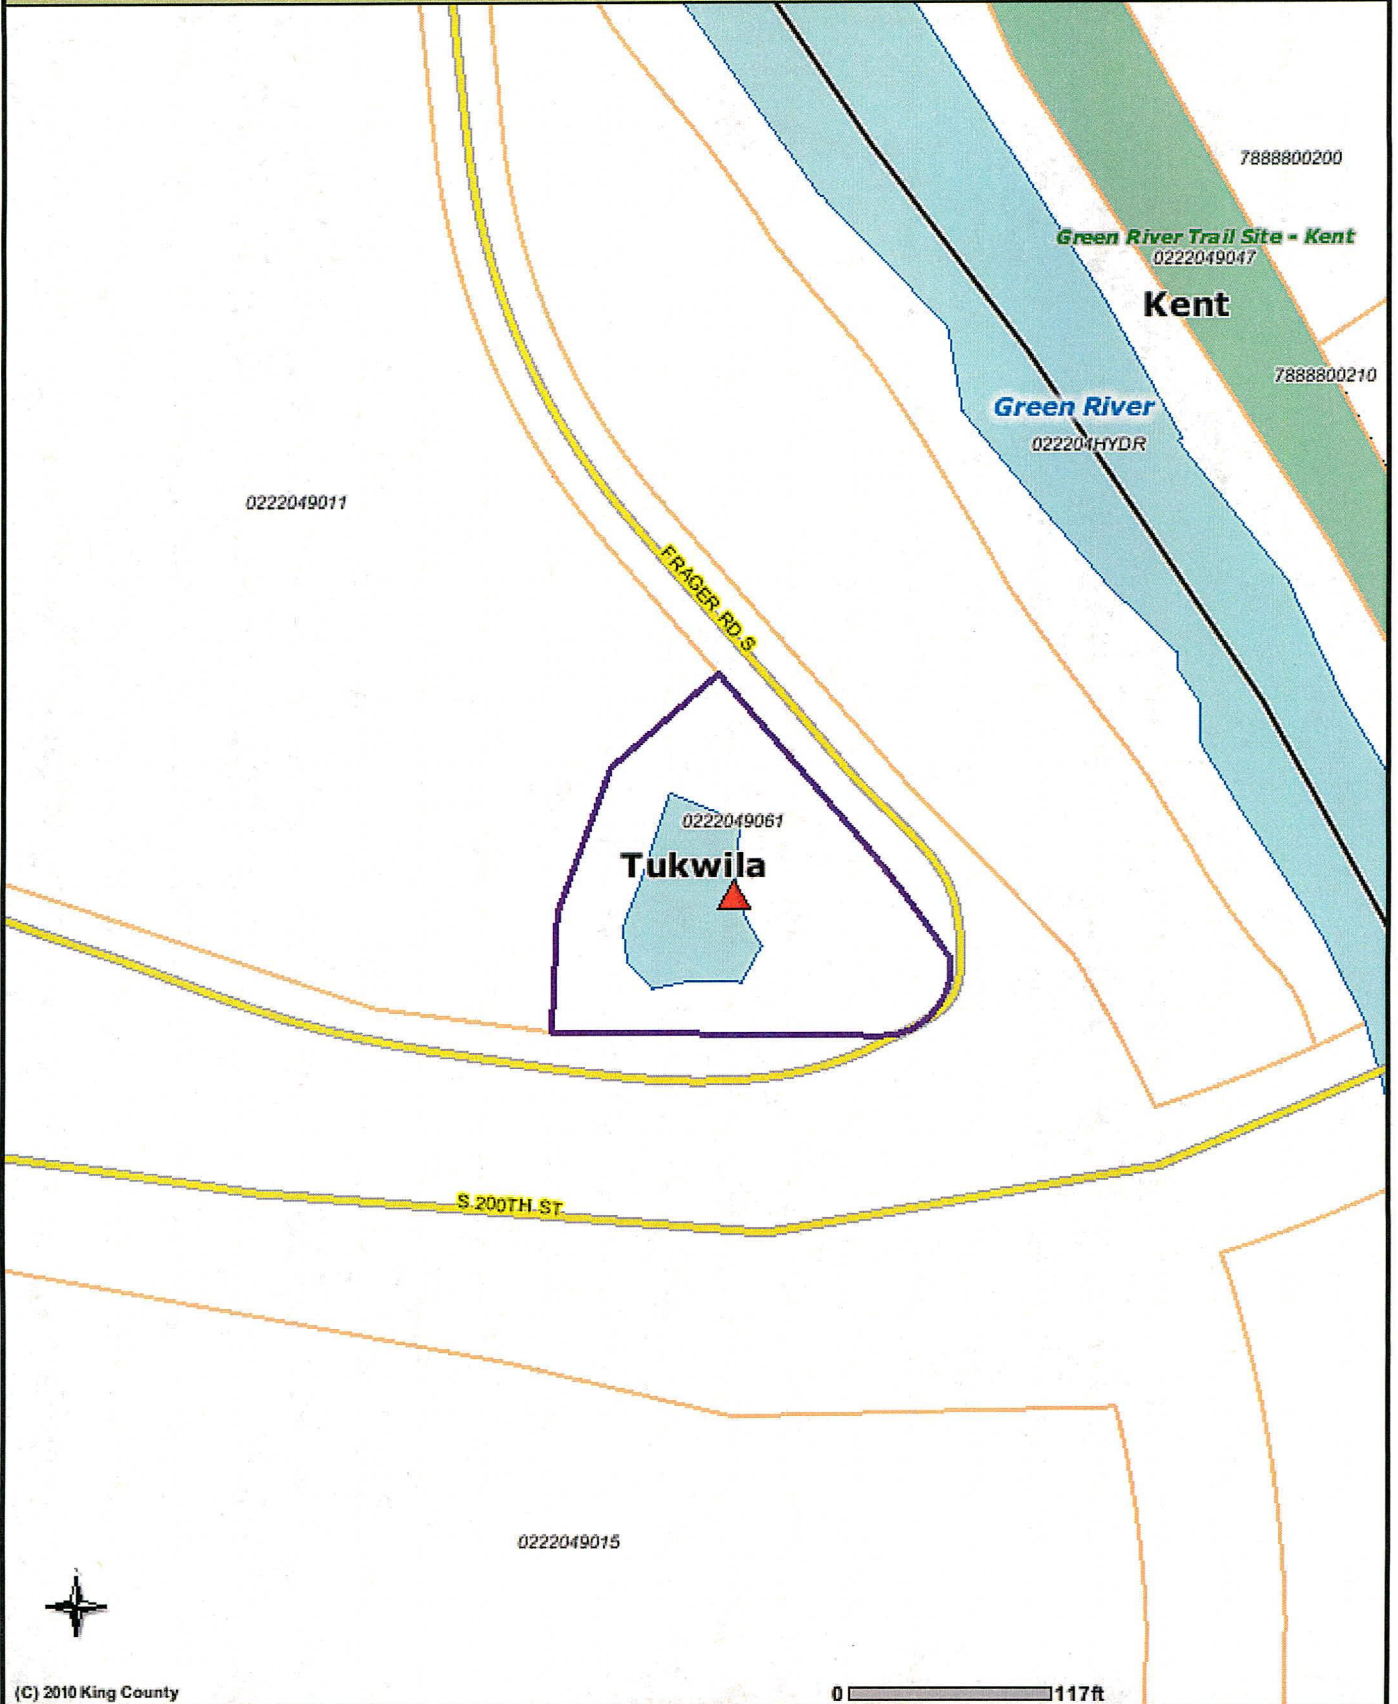 7888800200
Green River Trail Site - Kent
0222049047
Kent
7888800210
Green River
022204HYDR
0222049011
FRAGER RD S
0222049061
Tukwila
S 200TH ST
0222049015
(C) 2010 King County
0
117ft